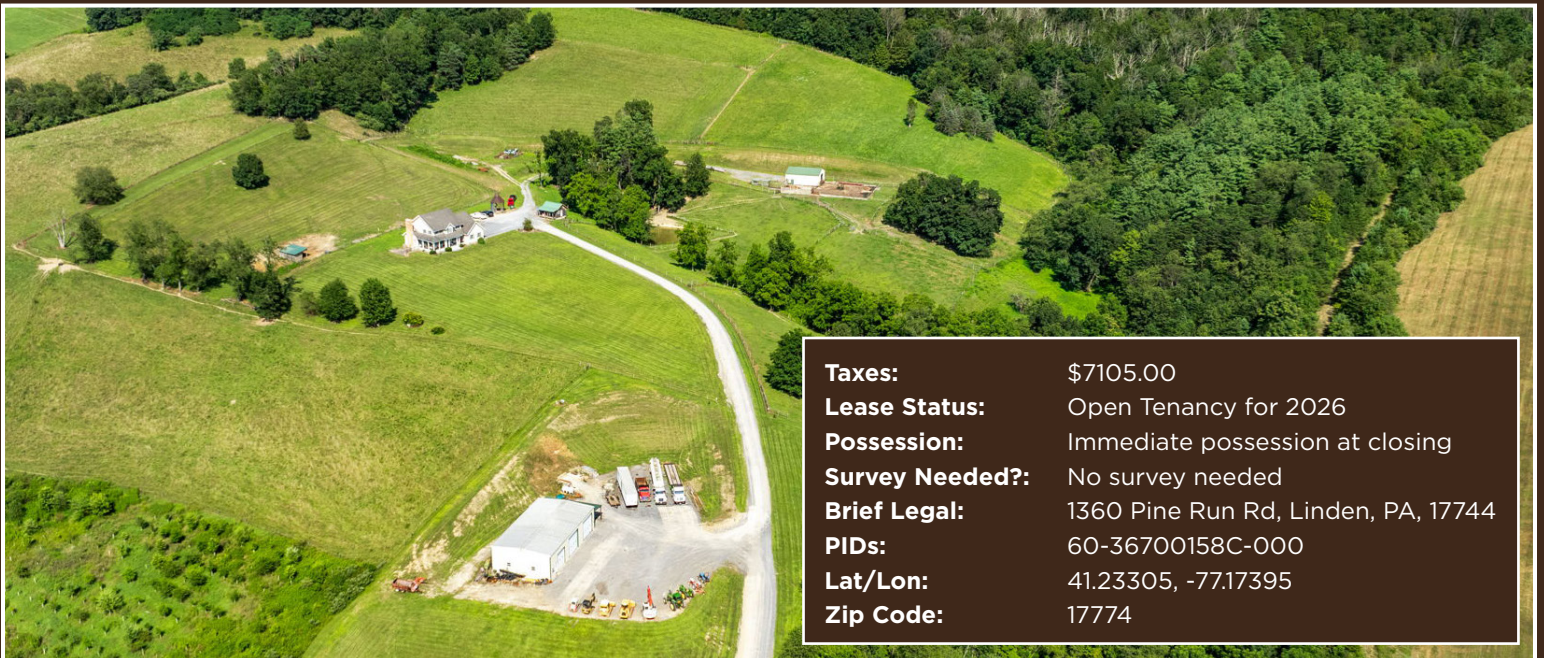 Taxes: $7105.00
Lease Status: Open Tenancy for 2026
Possession: Immediate possession at closing
Survey Needed?: No survey needed
Brief Legal: 1360 Pine Run Rd, Linden, PA, 17744
PIDs: 60-36700158C-000
Lat/Lon: 41.23305, -77.17395
Zip Code: 17774